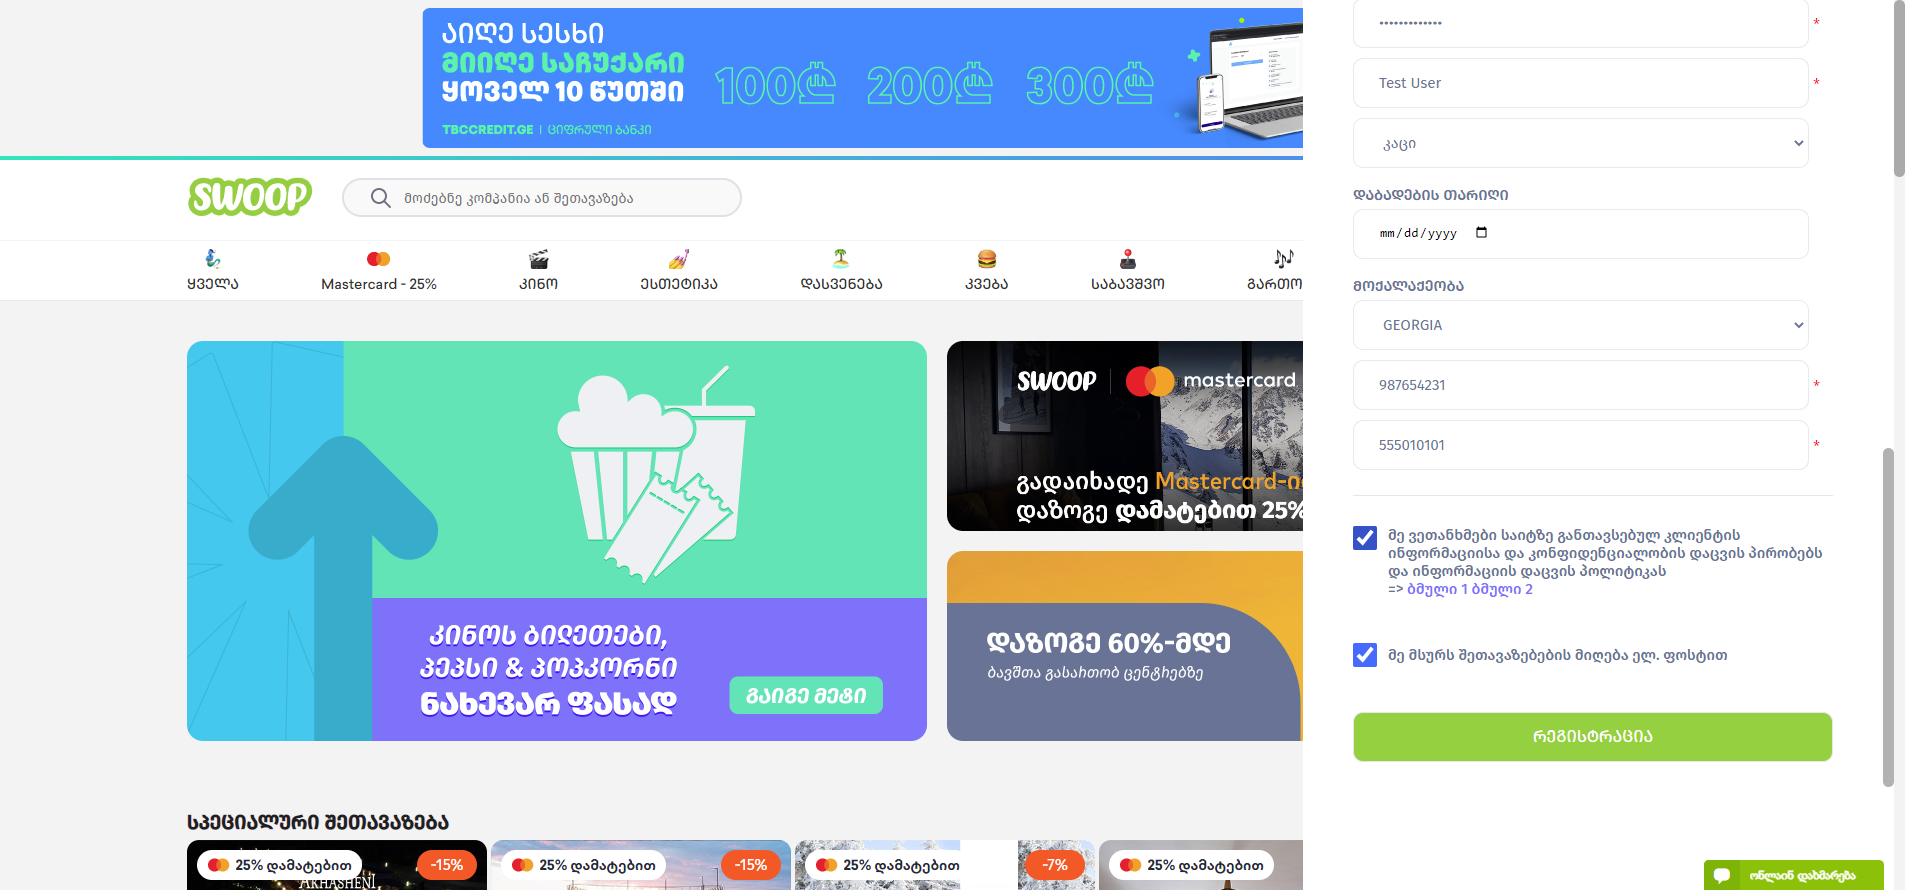 აიღე სესხი
მიიღე საჩუქარი
ყოველ 10 წუთში
100₾ 200₾ 300₾
TBCCREDIT.GE | ციფრული ბანკი
SWOOP
მოძებნე კომპანია ან შეთავაზება
ყველა
Mastercard - 25%
კინო
ესთეტიკა
დასვენება
კვება
საბავშვო
გართო
კინოს ბილეთები,
პეპსი & პოპკორნი
ნახევარ ფასად
გაიგე მეტი
SWOOP | mastercard
გადაიხადე Mastercard-ი
დაზოგე დამატებით 25%
დაზოგე 60%-მდე
ბავშთა გასართობ ცენტრებზე
სპეციალური შეთავაზება
25% დამატებით -15%
AKHASHENI
25% დამატებით -15%
25% დამატებით -7%
25% დამატებით
•••••••••••••
*
Test User
*
კაცი
დაბადების თარიღი
mm/dd/yyyy
მოქალაქეობა
GEORGIA
987654231
*
555010101
*
მე ვეთანხმები საიტზე განთავსებულ კლიენტის
ინფორმაციისა და კონფიდენციალობის დაცვის პირობებს
და ინფორმაციის დაცვის პოლიტიკას
=> ბმული 1 ბმული 2
მე მსურს შეთავაზებების მიღება ელ. ფოსტით
რეგისტრაცია
ონლაინ დახმარება